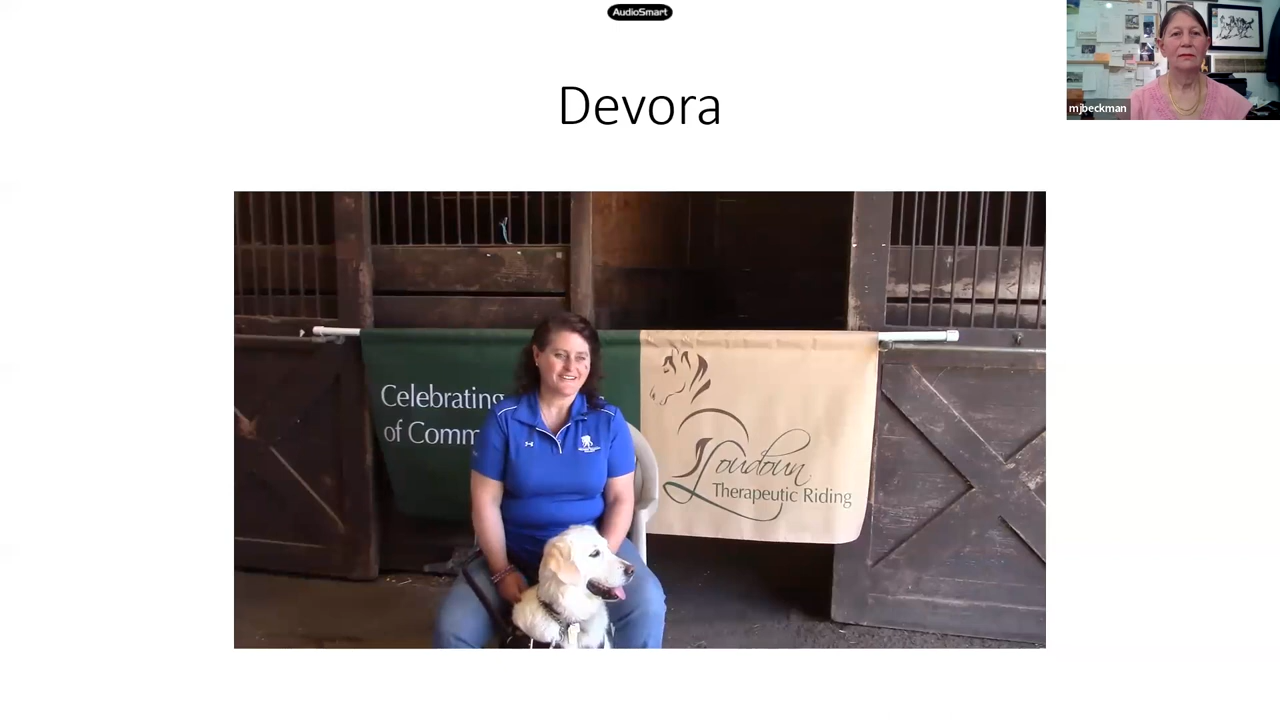 AudioSmart
Devora
mjbeckman
Celebrating
of Comm
Loudoun
Therapeutic Riding